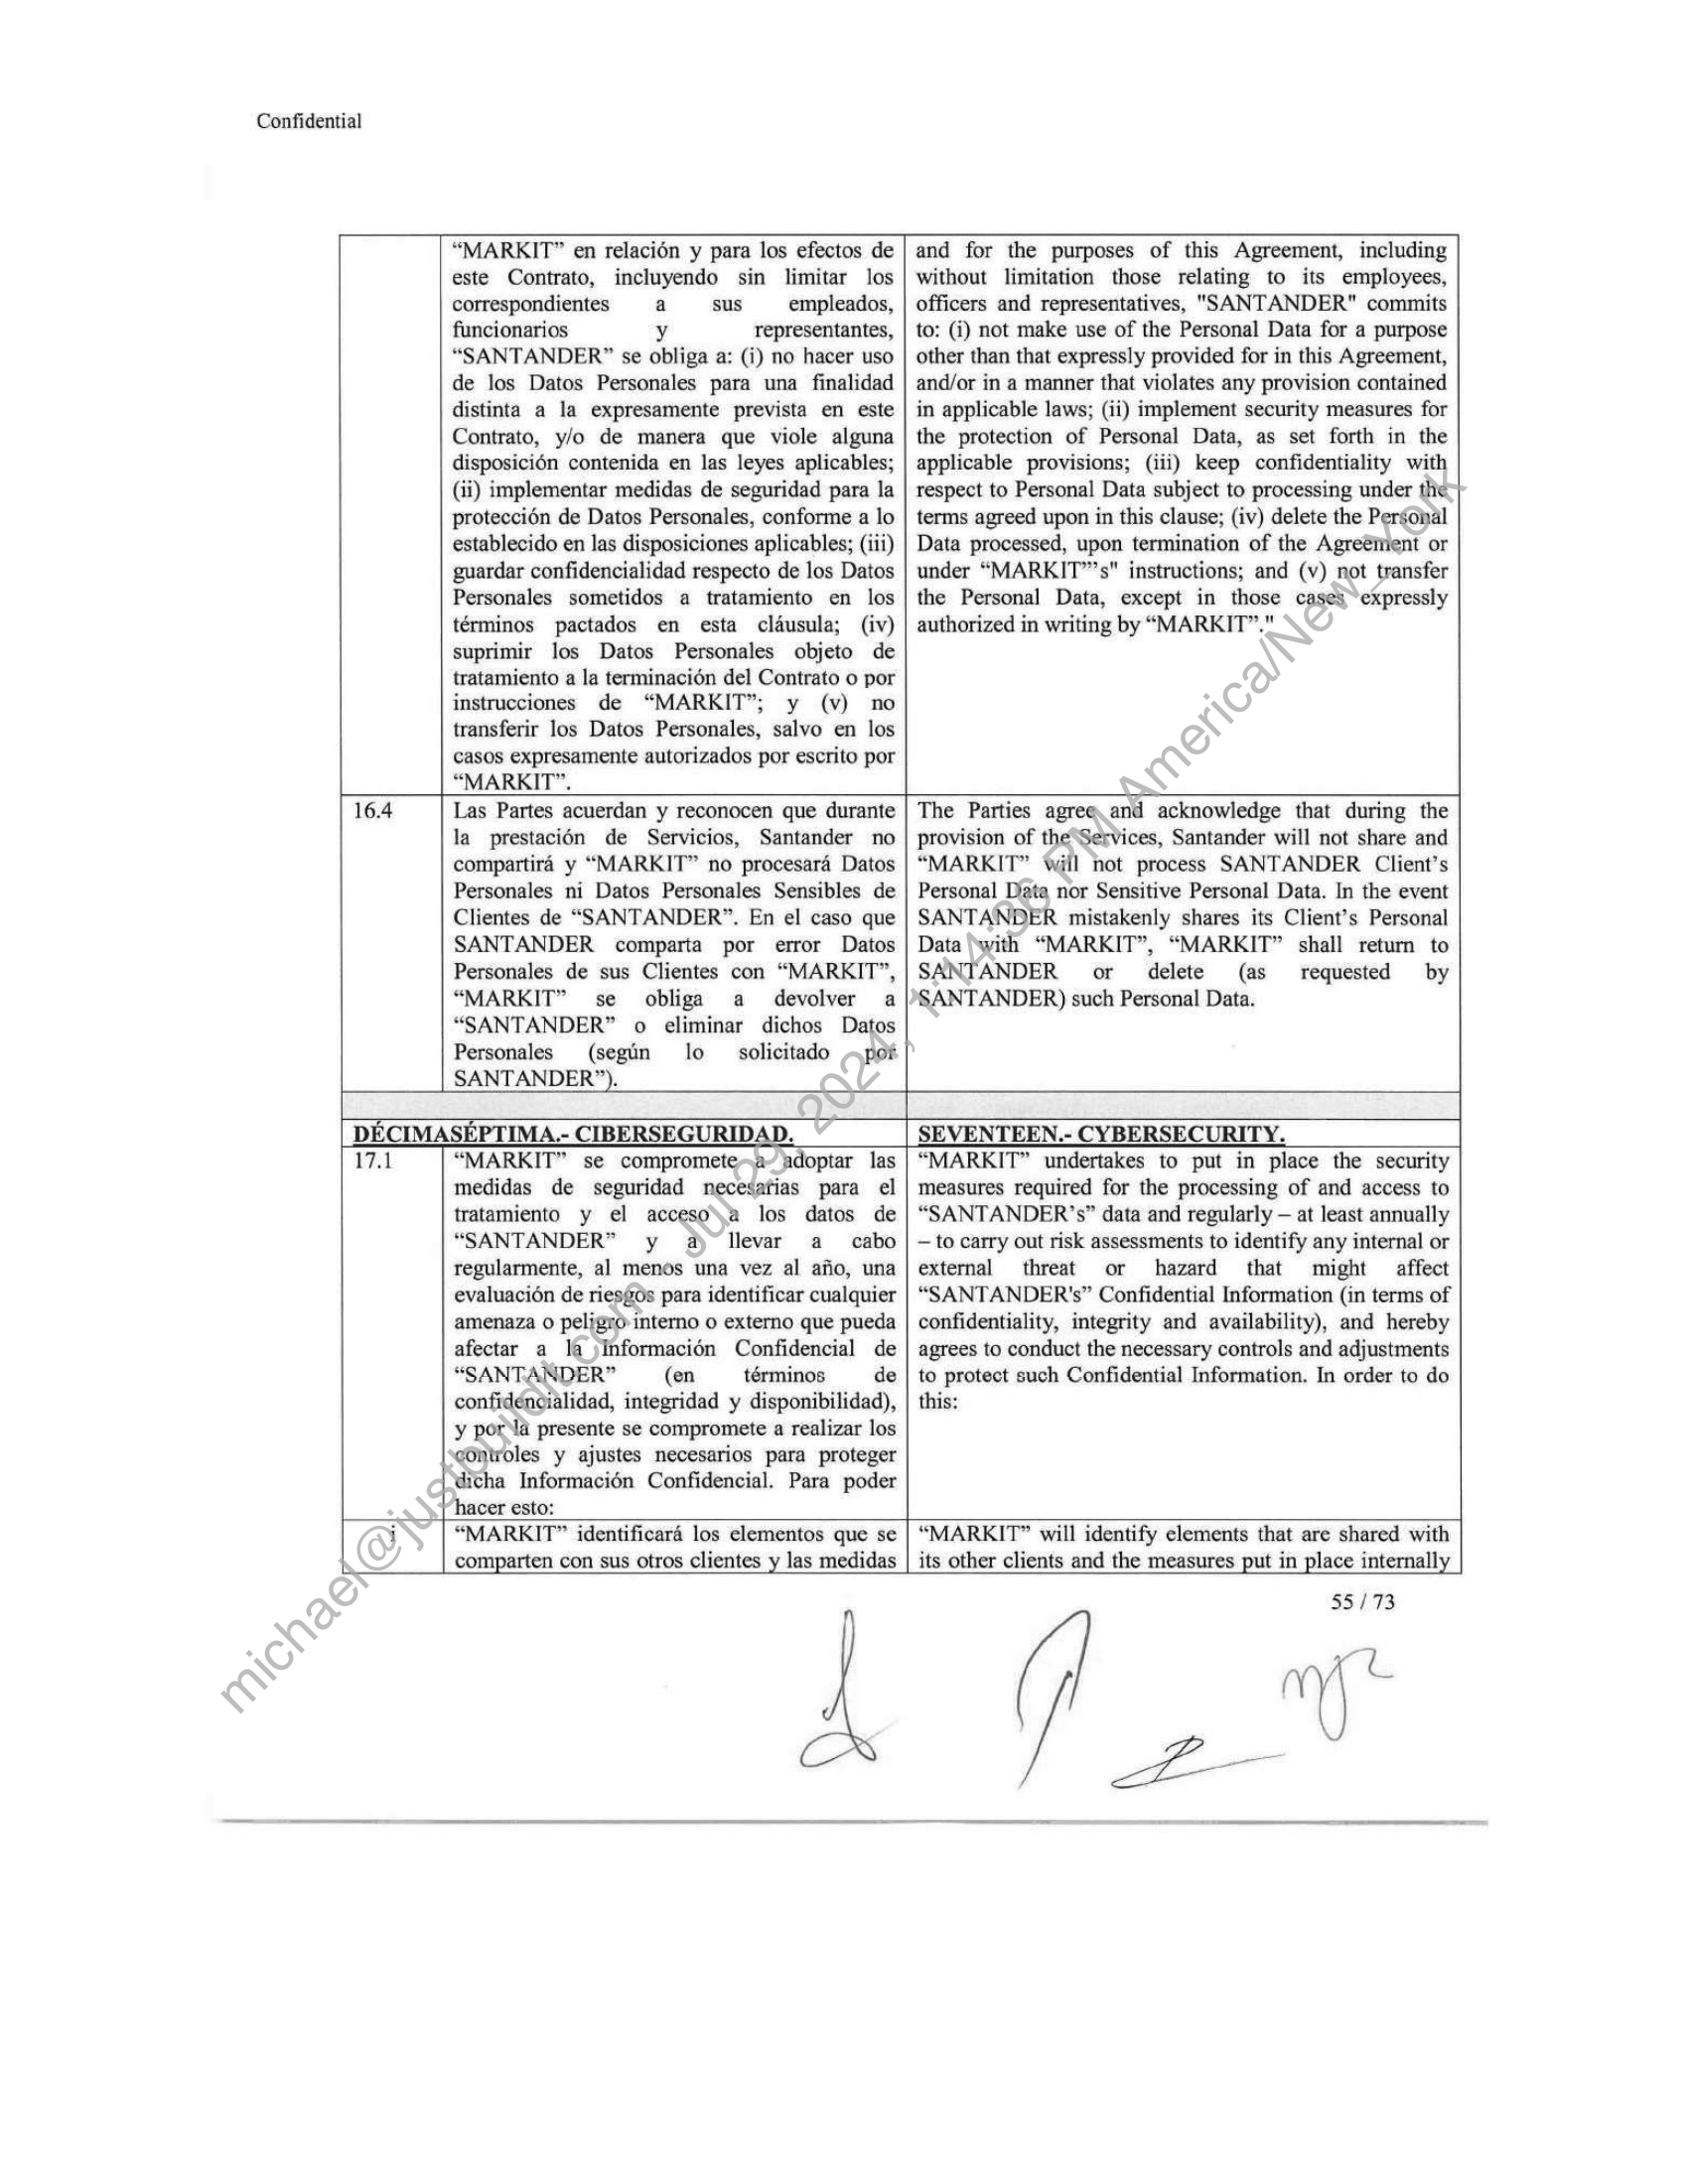 Confidential
“MARKIT” en relación y para los efectos de
este Contrato, incluyendo sin limitar los
correspondientes a sus empleados,
funcionarios y representantes,
“SANTANDER” se obliga a: (i) no hacer uso
de los Datos Personales para una finalidad
distinta a la expresamente prevista en este
Contrato, y/o de manera que viole alguna
disposición contenida en las leyes aplicables;
(ii) implementar medidas de seguridad para la
protección de Datos Personales, conforme a lo
establecido en las disposiciones aplicables; (iii)
guardar confidencialidad respecto de los Datos
Personales sometidos a tratamiento en los
términos pactados en esta cláusula; (iv)
suprimir los Datos Personales objeto de
tratamiento a la terminación del Contrato o por
instrucciones de “MARKIT”; y (v) no
transferir los Datos Personales, salvo en los
casos expresamente autorizados por escrito por
“MARKIT”.
and for the purposes of this Agreement, including
without limitation those relating to its employees,
officers and representatives, "SANTANDER" commits
to: (i) not make use of the Personal Data for a purpose
other than that expressly provided for in this Agreement,
and/or in a manner that violates any provision contained
in applicable laws; (ii) implement security measures for
the protection of Personal Data, as set forth in the
applicable provisions; (iii) keep confidentiality with
respect to Personal Data subject to processing under the
terms agreed upon in this clause; (iv) delete the Personal
Data processed, upon termination of the Agreement or
under “MARKIT”'s" instructions; and (v) not transfer
the Personal Data, except in those cases expressly
authorized in writing by “MARKIT”."
16.4
Las Partes acuerdan y reconocen que durante
la prestación de Servicios, Santander no
compartirá y “MARKIT” no procesará Datos
Personales ni Datos Personales Sensibles de
Clientes de “SANTANDER”. En el caso que
SANTANDER comparta por error Datos
Personales de sus Clientes con “MARKIT”,
“MARKIT” se obliga a devolver a
“SANTANDER” o eliminar dichos Datos
Personales (según lo solicitado por
SANTANDER”).
The Parties agree and acknowledge that during the
provision of the Services, Santander will not share and
“MARKIT” will not process SANTANDER Client’s
Personal Data nor Sensitive Personal Data. In the event
SANTANDER mistakenly shares its Client’s Personal
Data with “MARKIT”, “MARKIT” shall return to
SANTANDER or delete (as requested by
SANTANDER) such Personal Data.
DÉCIMASÉPTIMA.- CIBERSEGURIDAD.
SEVENTEEN.- CYBERSECURITY.
17.1
“MARKIT” se compromete a adoptar las
medidas de seguridad necesarias para el
tratamiento y el acceso a los datos de
“SANTANDER” y a llevar a cabo
regularmente, al menos una vez al año, una
evaluación de riesgos para identificar cualquier
amenaza o peligro interno o externo que pueda
afectar a la Información Confidencial de
“SANTANDER” (en términos de
confidencialidad, integridad y disponibilidad),
y por la presente se compromete a realizar los
controles y ajustes necesarios para proteger
dicha Información Confidencial. Para poder
hacer esto:
“MARKIT” undertakes to put in place the security
measures required for the processing of and access to
“SANTANDER’s” data and regularly – at least annually
– to carry out risk assessments to identify any internal or
external threat or hazard that might affect
“SANTANDER's” Confidential Information (in terms of
confidentiality, integrity and availability), and hereby
agrees to conduct the necessary controls and adjustments
to protect such Confidential Information. In order to do
this:
i
“MARKIT” identificará los elementos que se
comparten con sus otros clientes y las medidas
“MARKIT” will identify elements that are shared with
its other clients and the measures put in place internally
55 / 73
michael@justbuildit.com - Jul 29, 2024, 1:14:36 PM America/New_York